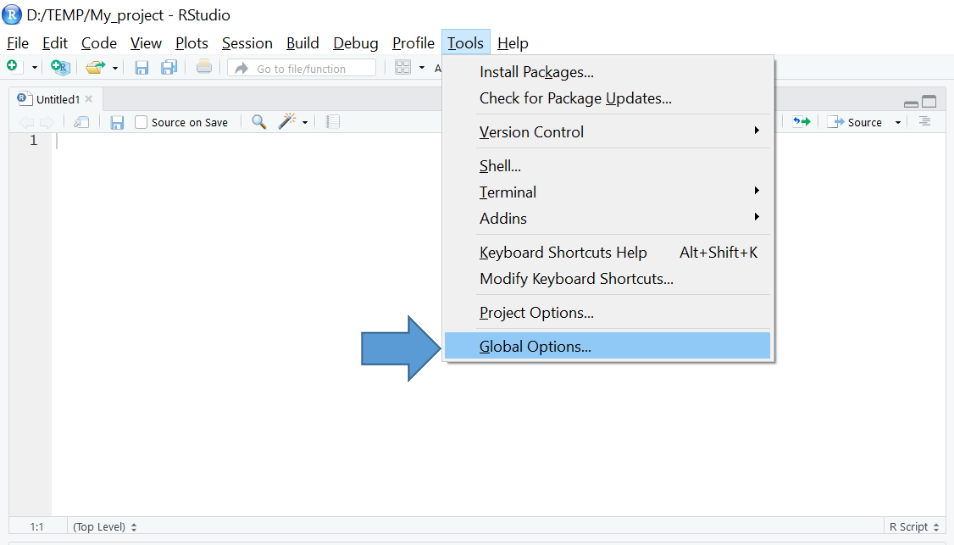 D:/TEMP/My_project - RStudio
File Edit Code View Plots Session Build Debug Profile Tools Help
Go to file/function A
Install Packages...
Check for Package Updates...
Version Control
Shell...
Terminal
Addins
Keyboard Shortcuts Help Alt+Shift+K
Modify Keyboard Shortcuts...
Project Options...
Global Options...
Untitled1
Source on Save Source
1
1:1 (Top Level) R Script